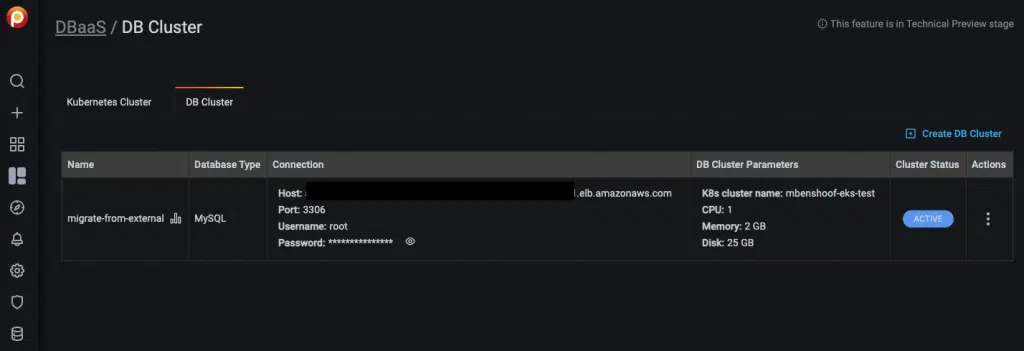 DBaaS / DB Cluster
This feature is in Technical Preview stage
Kubernetes Cluster
DB Cluster
Create DB Cluster
Name Database Type Connection DB Cluster Parameters Cluster Status Actions
migrate-from-external
MySQL
Host:
.elb.amazonaws.com
Port: 3306
Username: root
Password: ***************
K8s cluster name: mbenshoof-eks-test
CPU: 1
Memory: 2 GB
Disk: 25 GB
ACTIVE